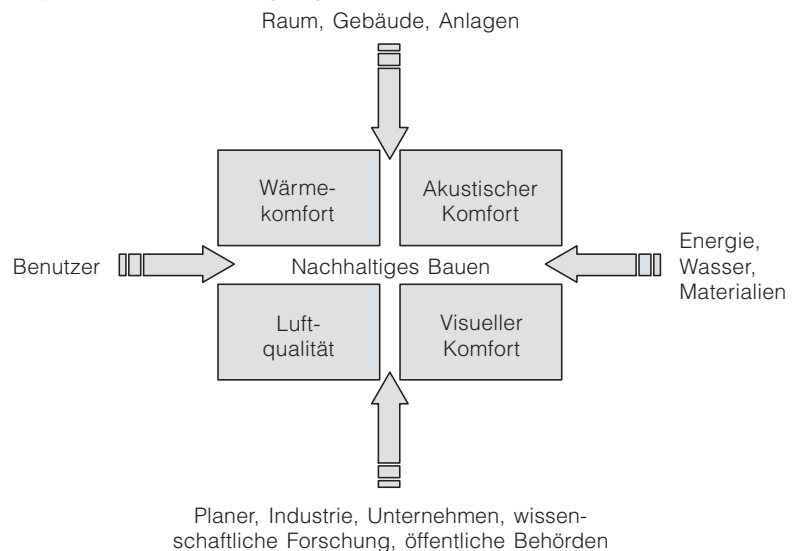 Raum, Gebäude, Anlagen
Wärme-
komfort
Akustischer
Komfort
Benutzer
Nachhaltiges Bauen
Energie,
Wasser,
Materialien
Luft-
qualität
Visueller
Komfort
Planer, Industrie, Unternehmen, wissen-
schaftliche Forschung, öffentliche Behörden